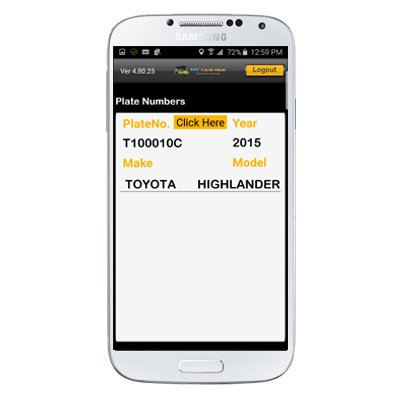 SAMSUNG
72% 12:59 PM
Ver 4.80.25
Logout
Plate Numbers
PlateNo. Click Here Year
T100010C 2015
Make Model
TOYOTA HIGHLANDER